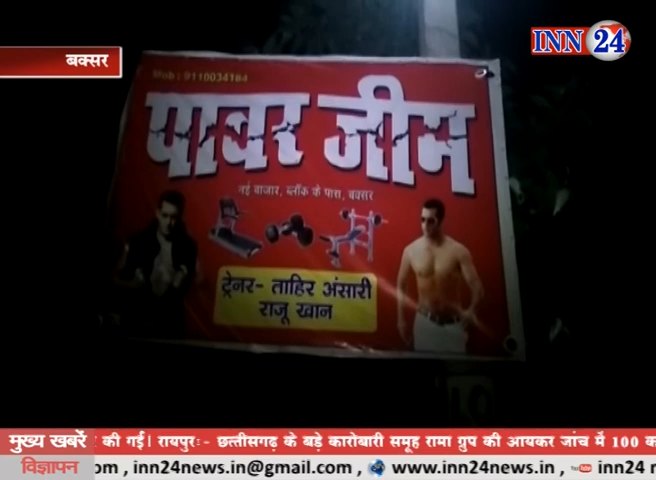 INN 24
बक्सर
Mob : 9110034184
पावर जीम
नई बाजार, ब्लॉक के पास, बक्सर
ट्रेनर- ताहिर अंसारी
राजू खान
मुख्य खबरें की गई। रायपुरः - छत्तीसगढ़ के बड़े कारोबारी समूह रामा ग्रुप की आयकर जांच में 100 क
विज्ञापन om , inn24news.in@gmail.com , www.inn24news.in , inn24 n